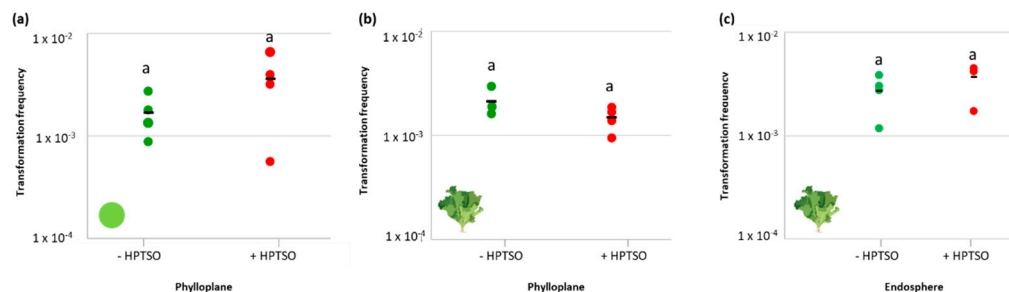 (a)
1 x 10-2
a
a
Transformation frequency
1 x 10-3
1 x 10-4
- HPTSO
+ HPTSO
Phylloplane
(b)
1 x 10-2
a
a
Transformation frequency
1 x 10-3
1 x 10-4
- HPTSO
+ HPTSO
Phylloplane
(c)
1 x 10-2
a
a
Transformation frequency
1 x 10-3
1 x 10-4
- HPTSO
+ HPTSO
Endosphere